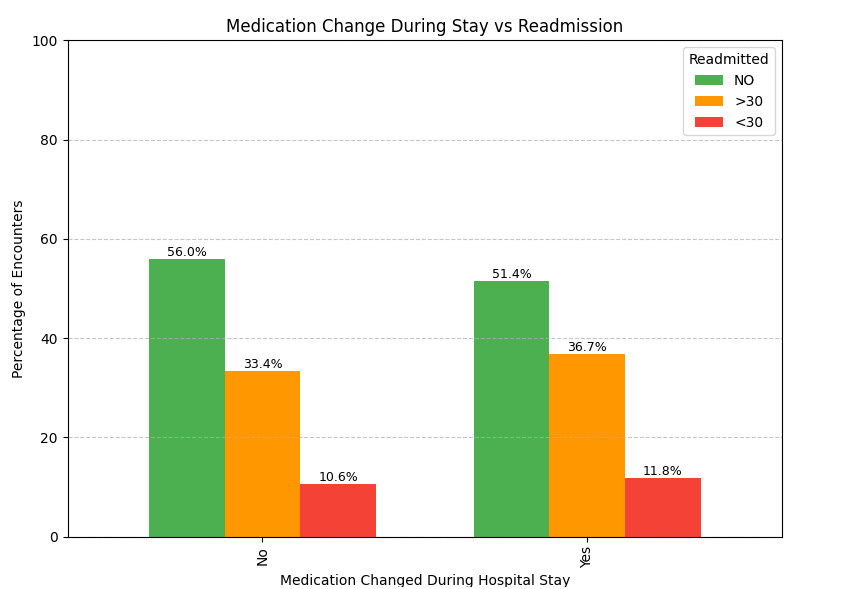 Medication Change During Stay vs Readmission
Percentage of Encounters
100
80
60
40
20
0
Readmitted
NO
>30
<30
56.0%
33.4%
10.6%
51.4%
36.7%
11.8%
No
Yes
Medication Changed During Hospital Stay